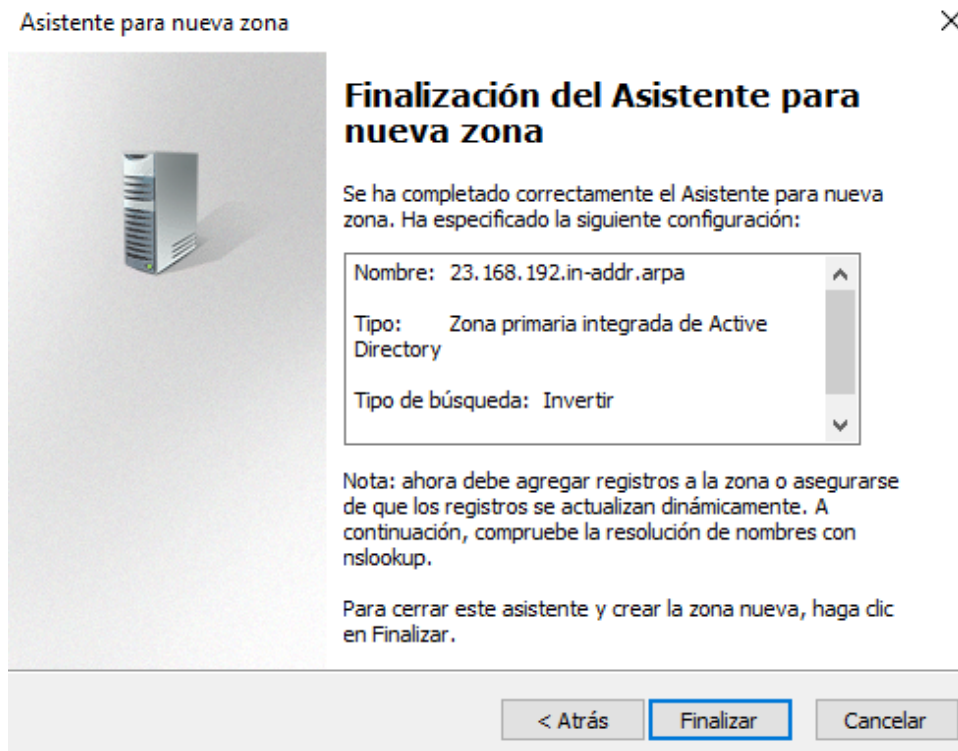 Asistente para nueva zona
Finalización del Asistente para
nueva zona
Se ha completado correctamente el Asistente para nueva
zona. Ha especificado la siguiente configuración:
Nombre: 23.168.192.in-addr.arpa
Tipo: Zona primaria integrada de Active
Directory
Tipo de búsqueda: Invertir
Nota: ahora debe agregar registros a la zona o asegurarse
de que los registros se actualizan dinámicamente. A
continuación, compruebe la resolución de nombres con
nslookup.
Para cerrar este asistente y crear la zona nueva, haga clic
en Finalizar.
< Atrás
Finalizar
Cancelar